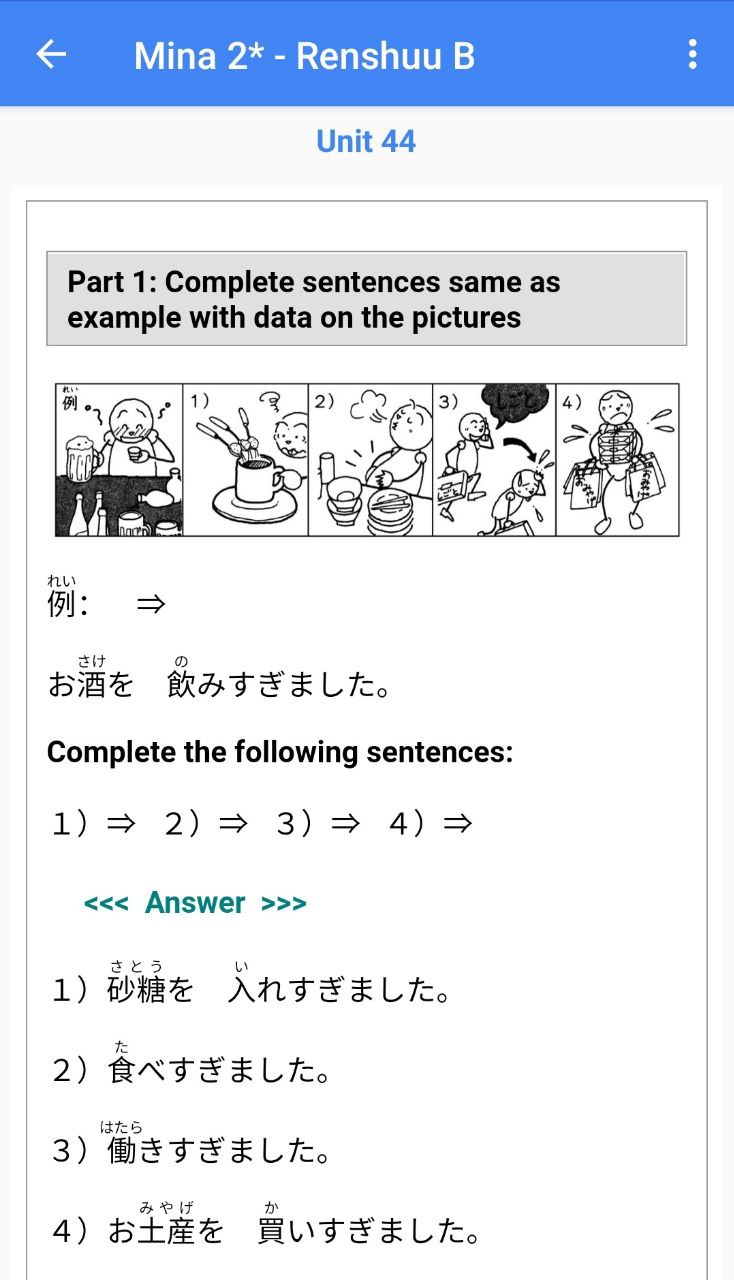 Mina 2* - Renshuu B
Unit 44
Part 1: Complete sentences same as
example with data on the pictures
れい
例 1) 2) 3) しごと 4)
おみやげ おみやげ
れい
例： ⇒
さけ の
お酒を 飲みすぎました。
Complete the following sentences:
１）⇒ ２）⇒ ３）⇒ ４）⇒
<<< Answer >>>
さとう い
１）砂糖を 入れすぎました。
た
２）食べすぎました。
はたら
３）働きすぎました。
みやげ か
４）お土産を 買いすぎました。